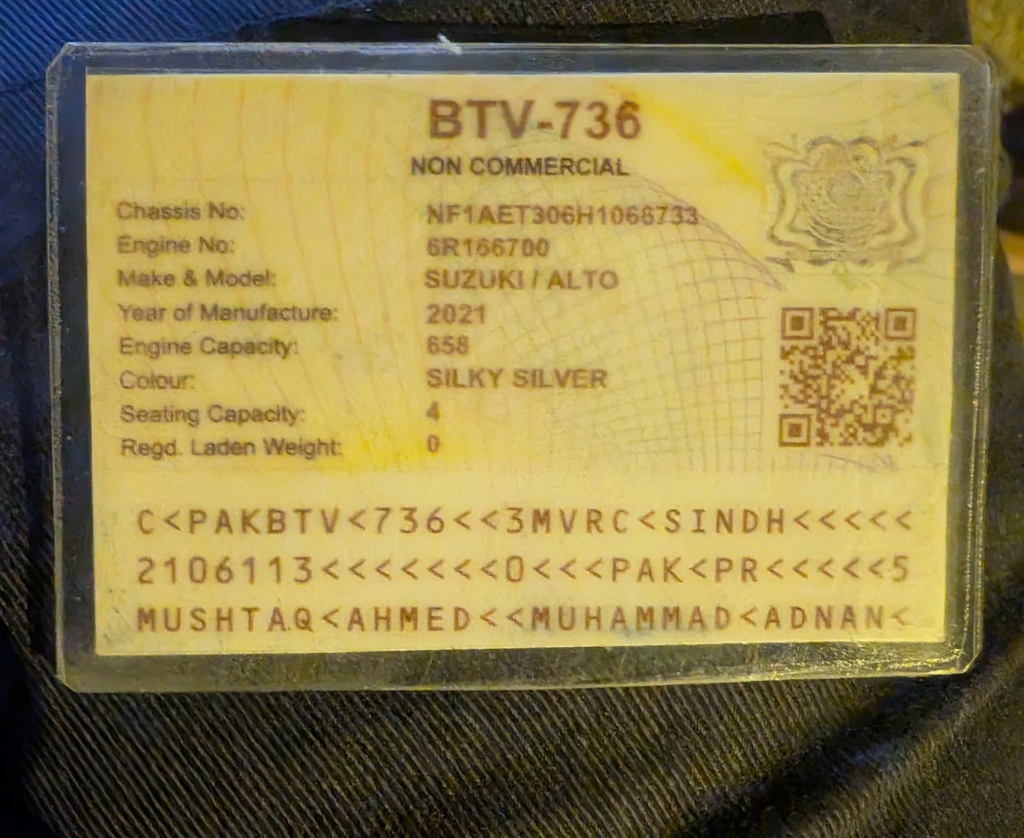 BTV-736
NON COMMERCIAL
Chassis No: NF1AET306H1068733
Engine No: 6R166700
Make & Model: SUZUKI / ALTO
Year of Manufacture: 2021
Engine Capacity: 658
Colour: SILKY SILVER
Seating Capacity: 4
Regd. Laden Weight: 0
C<PAKBTV<736<<3MVRC<SINDH<<<<<
2106113<<<<<<<<0<<<PAK<PR<<<<<5
MUSHTAQ<AHMED<<MUHAMMAD<ADNAN<